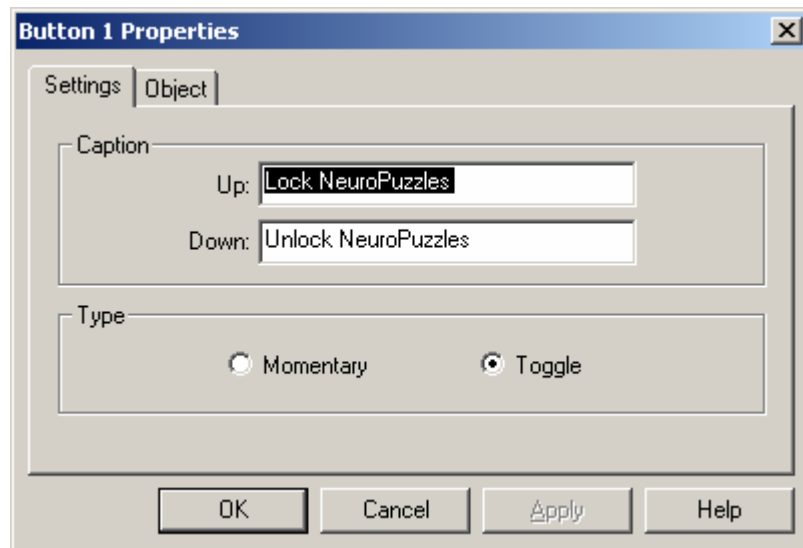 Button 1 Properties
Settings Object
Caption
Up: Lock NeuroPuzzles
Down: Unlock NeuroPuzzles
Type
Momentary Toggle
OK Cancel Apply Help